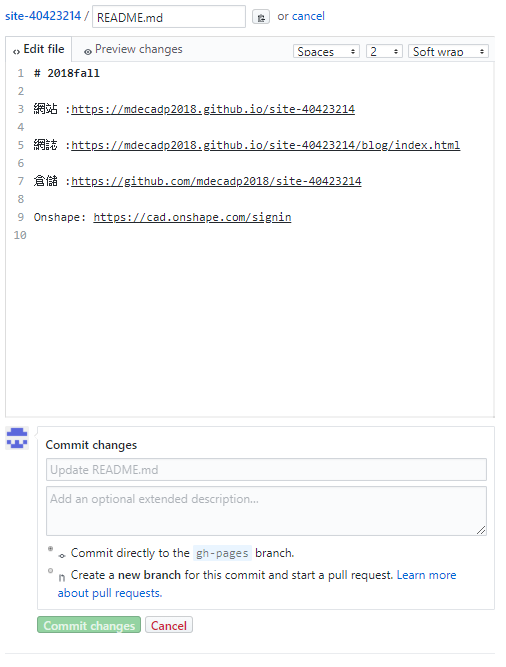 site-40423214 / README.md or cancel
Edit file Preview changes Spaces 2 Soft wrap
1 # 2018fall
2
3 網站 :https://mdecadp2018.github.io/site-40423214
4
5 網誌 :https://mdecadp2018.github.io/site-40423214/blog/index.html
6
7 倉儲 :https://github.com/mdecadp2018/site-40423214
8
9 Onshape: https://cad.onshape.com/signin
10
Commit changes
Update README.md
Add an optional extended description...
Commit directly to the gh-pages branch.
Create a new branch for this commit and start a pull request. Learn more
about pull requests.
Commit changes Cancel